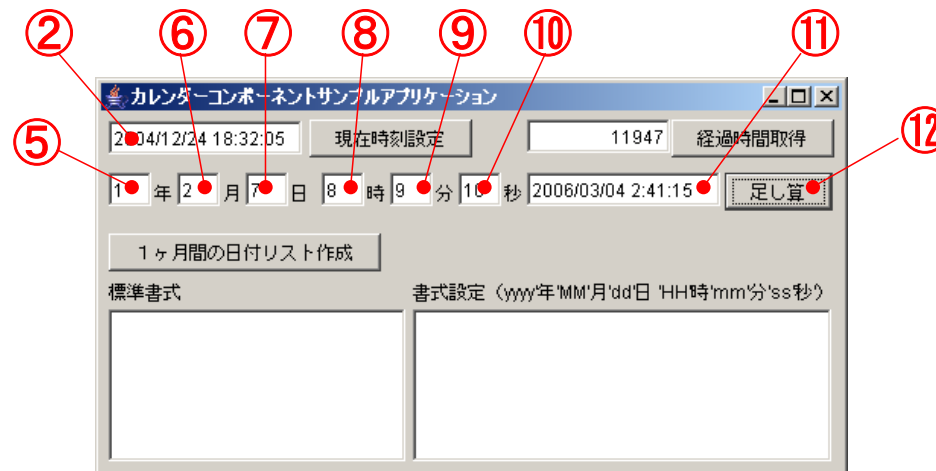 ② ⑥ ⑦ ⑧ ⑨ ⑩ ⑪
カレンダーコンポーネントサンプルアプリケーション
⑤ 2004/12/24 18:32:05 現在時刻設定 11947 経過時間取得 ⑫
1 年 2 月 7 日 8 時 9 分 10 秒 2006/03/04 2:41:15 足し算
1ヶ月間の日付リスト作成
標準書式 書式設定（yyyy'年'MM'月'dd'日 'HH'時'mm'分'ss'秒'）